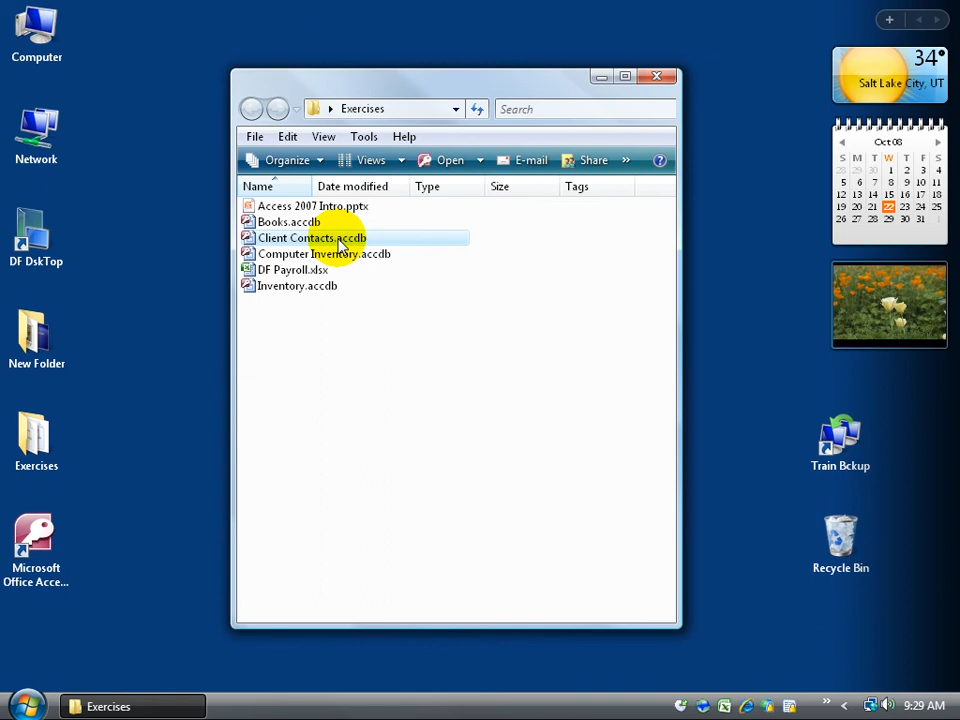 Computer
Network
DF DskTop
New Folder
Exercises
Microsoft
Office Acce...
Exercises
Search
File Edit View Tools Help
Organize Views Open E-mail Share »
Name Date modified Type Size Tags
Access 2007 Intro.pptx
Books.accdb
Client Contacts.accdb
Computer Inventory.accdb
DF Payroll.xlsx
Inventory.accdb
34°
Salt Lake City, UT
Oct 08
S M T W T F S
28 29 30 1 2 3 4
5 6 7 8 9 10 11
12 13 14 15 16 17 18
19 20 21 22 23 24 25
26 27 28 29 30 31
Train Bckup
Recycle Bin
Exercises
» 9:29 AM